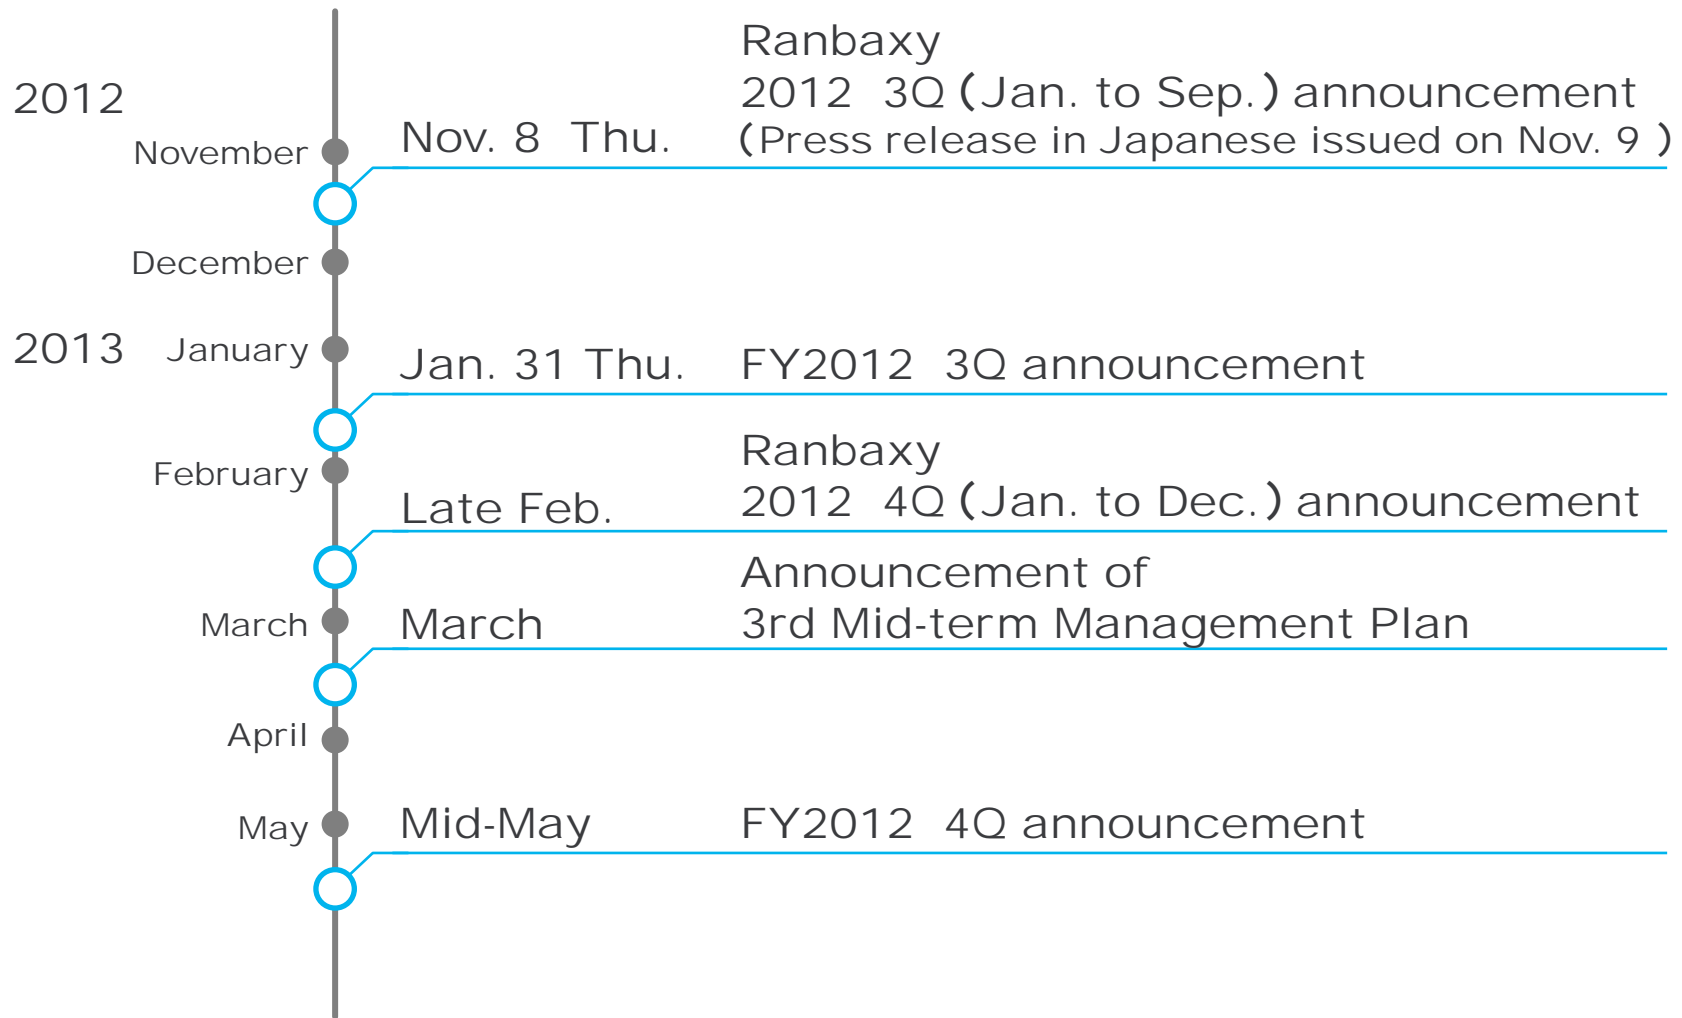 2012
November
Nov. 8 Thu.
Ranbaxy
2012 3Q (Jan. to Sep.) announcement
(Press release in Japanese issued on Nov. 9 )
December
2013
January
Jan. 31 Thu.
FY2012 3Q announcement
February
Late Feb.
Ranbaxy
2012 4Q (Jan. to Dec.) announcement
March
March
Announcement of
3rd Mid-term Management Plan
April
May
Mid-May
FY2012 4Q announcement